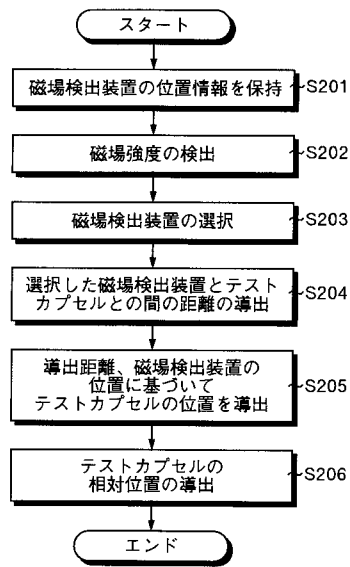 スタート
磁場検出装置の位置情報を保持
S201
磁場強度の検出
S202
磁場検出装置の選択
S203
選択した磁場検出装置とテスト
カプセルとの間の距離の導出
S204
導出距離、磁場検出装置の
位置に基づいて
テストカプセルの位置を導出
S205
テストカプセルの
相対位置の導出
S206
エンド